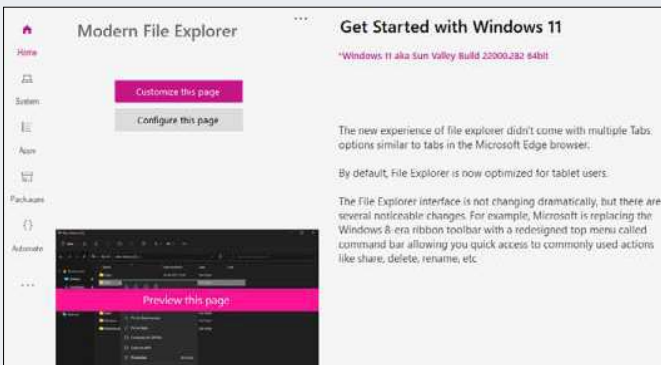 Home
System
Apps
Packages
Automate
Modern File Explorer
Customize this page
Configure this page
Preview this page
Get Started with Windows 11
*Windows 11 aka Sun Valley Build 22000.282 64bit
The new experience of file explorer didn't come with multiple Tabs
options similar to tabs in the Microsoft Edge browser.
By default, File Explorer is now optimized for tablet users.
The File Explorer interface is not changing dramatically, but there are
several noticeable changes. For example, Microsoft is replacing the
Windows 8-era ribbon toolbar with a redesigned top menu called
command bar allowing you quick access to commonly used actions
like share, delete, rename, etc